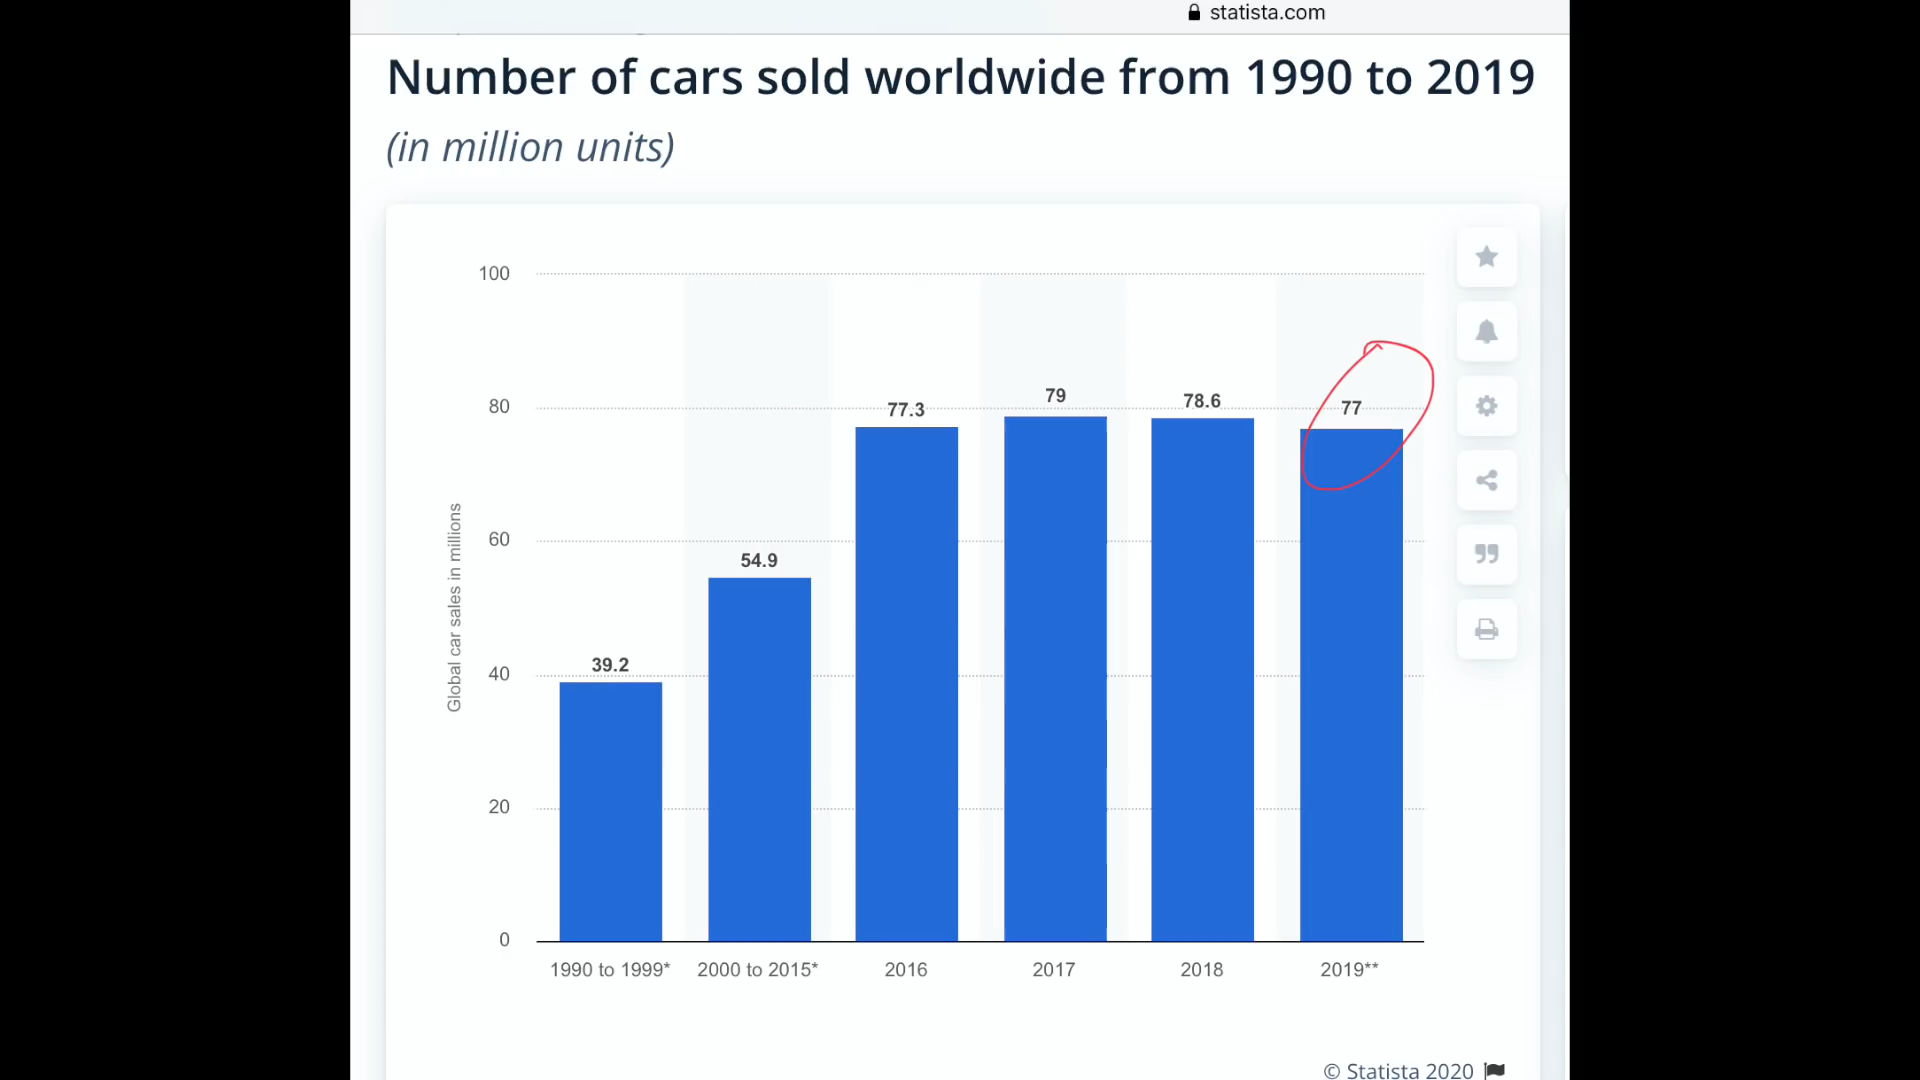 statista.com
Number of cars sold worldwide from 1990 to 2019
(in million units)
100
80
60
40
20
0
Global car sales in millions
39.2
54.9
77.3
79
78.6
77
1990 to 1999*
2000 to 2015*
2016
2017
2018
2019**
© Statista 2020